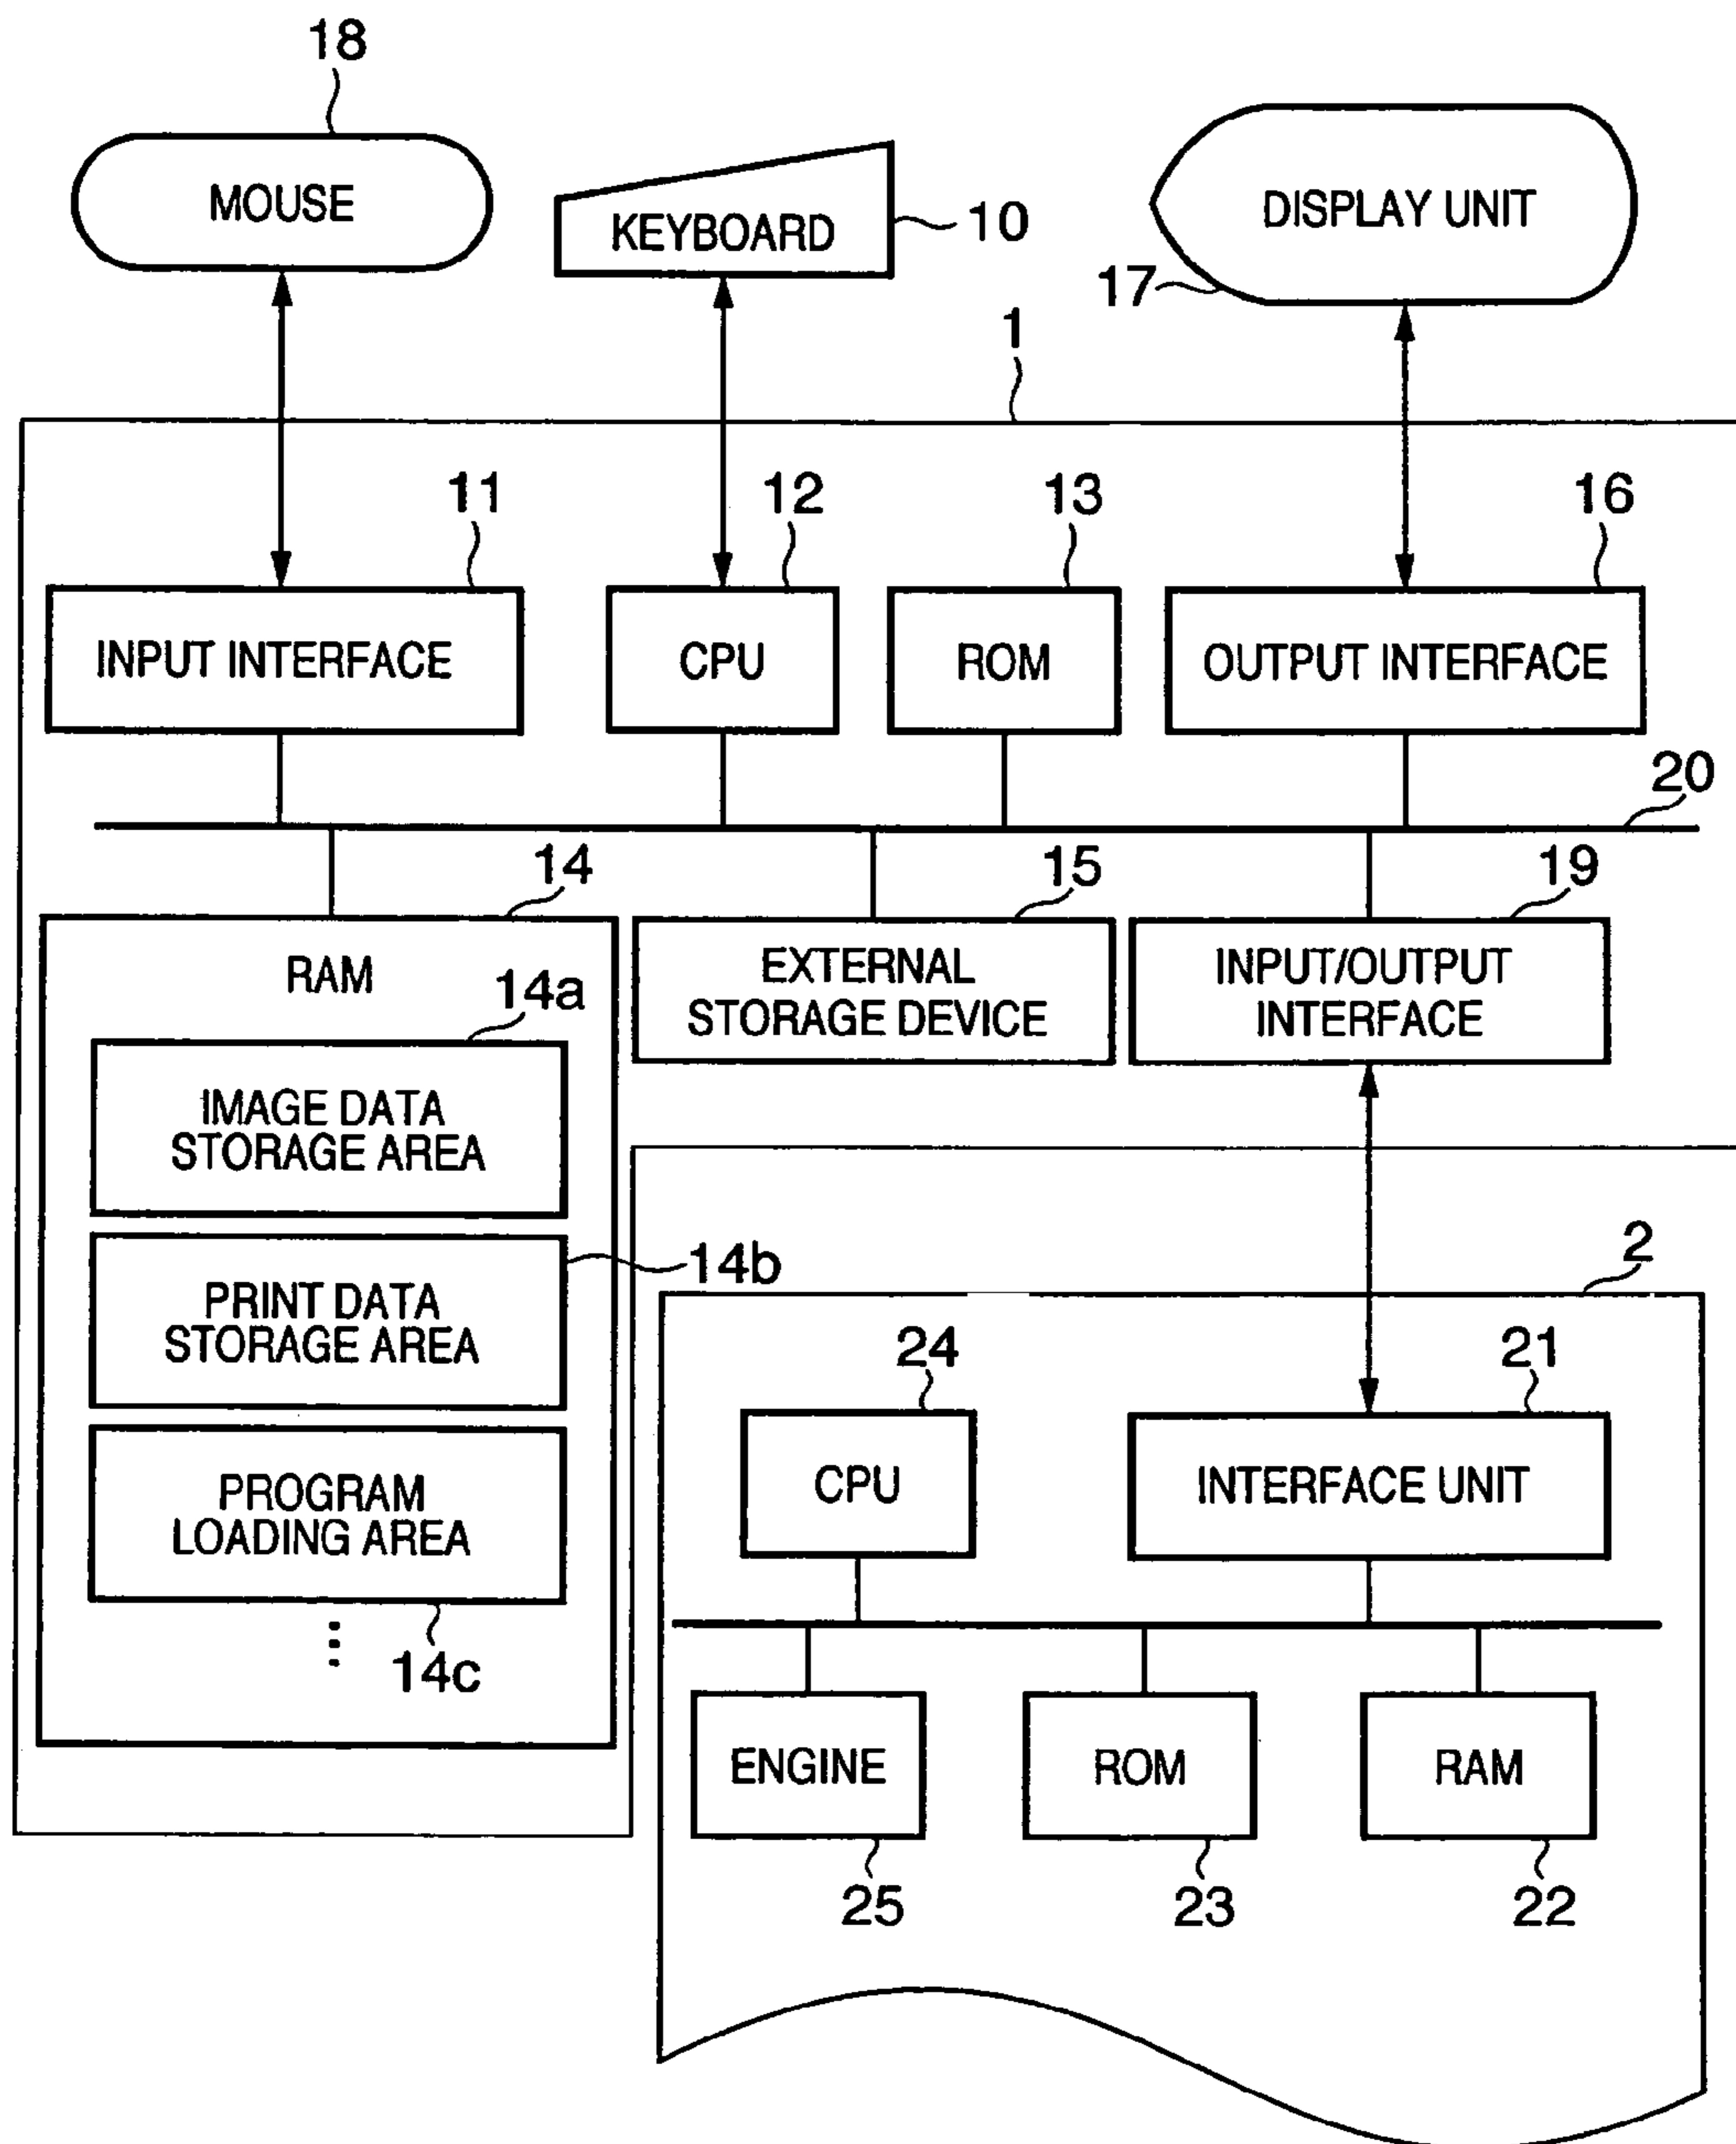 18
MOUSE
KEYBOARD
10
DISPLAY UNIT
17
1
11
12
13
16
INPUT INTERFACE
CPU
ROM
OUTPUT INTERFACE
20
14
15
19
RAM
EXTERNAL
STORAGE DEVICE
INPUT/OUTPUT
INTERFACE
14a
IMAGE DATA
STORAGE AREA
14b
PRINT DATA
STORAGE AREA
PROGRAM
LOADING AREA
14c
2
24
21
CPU
INTERFACE UNIT
ENGINE
ROM
RAM
25
23
22